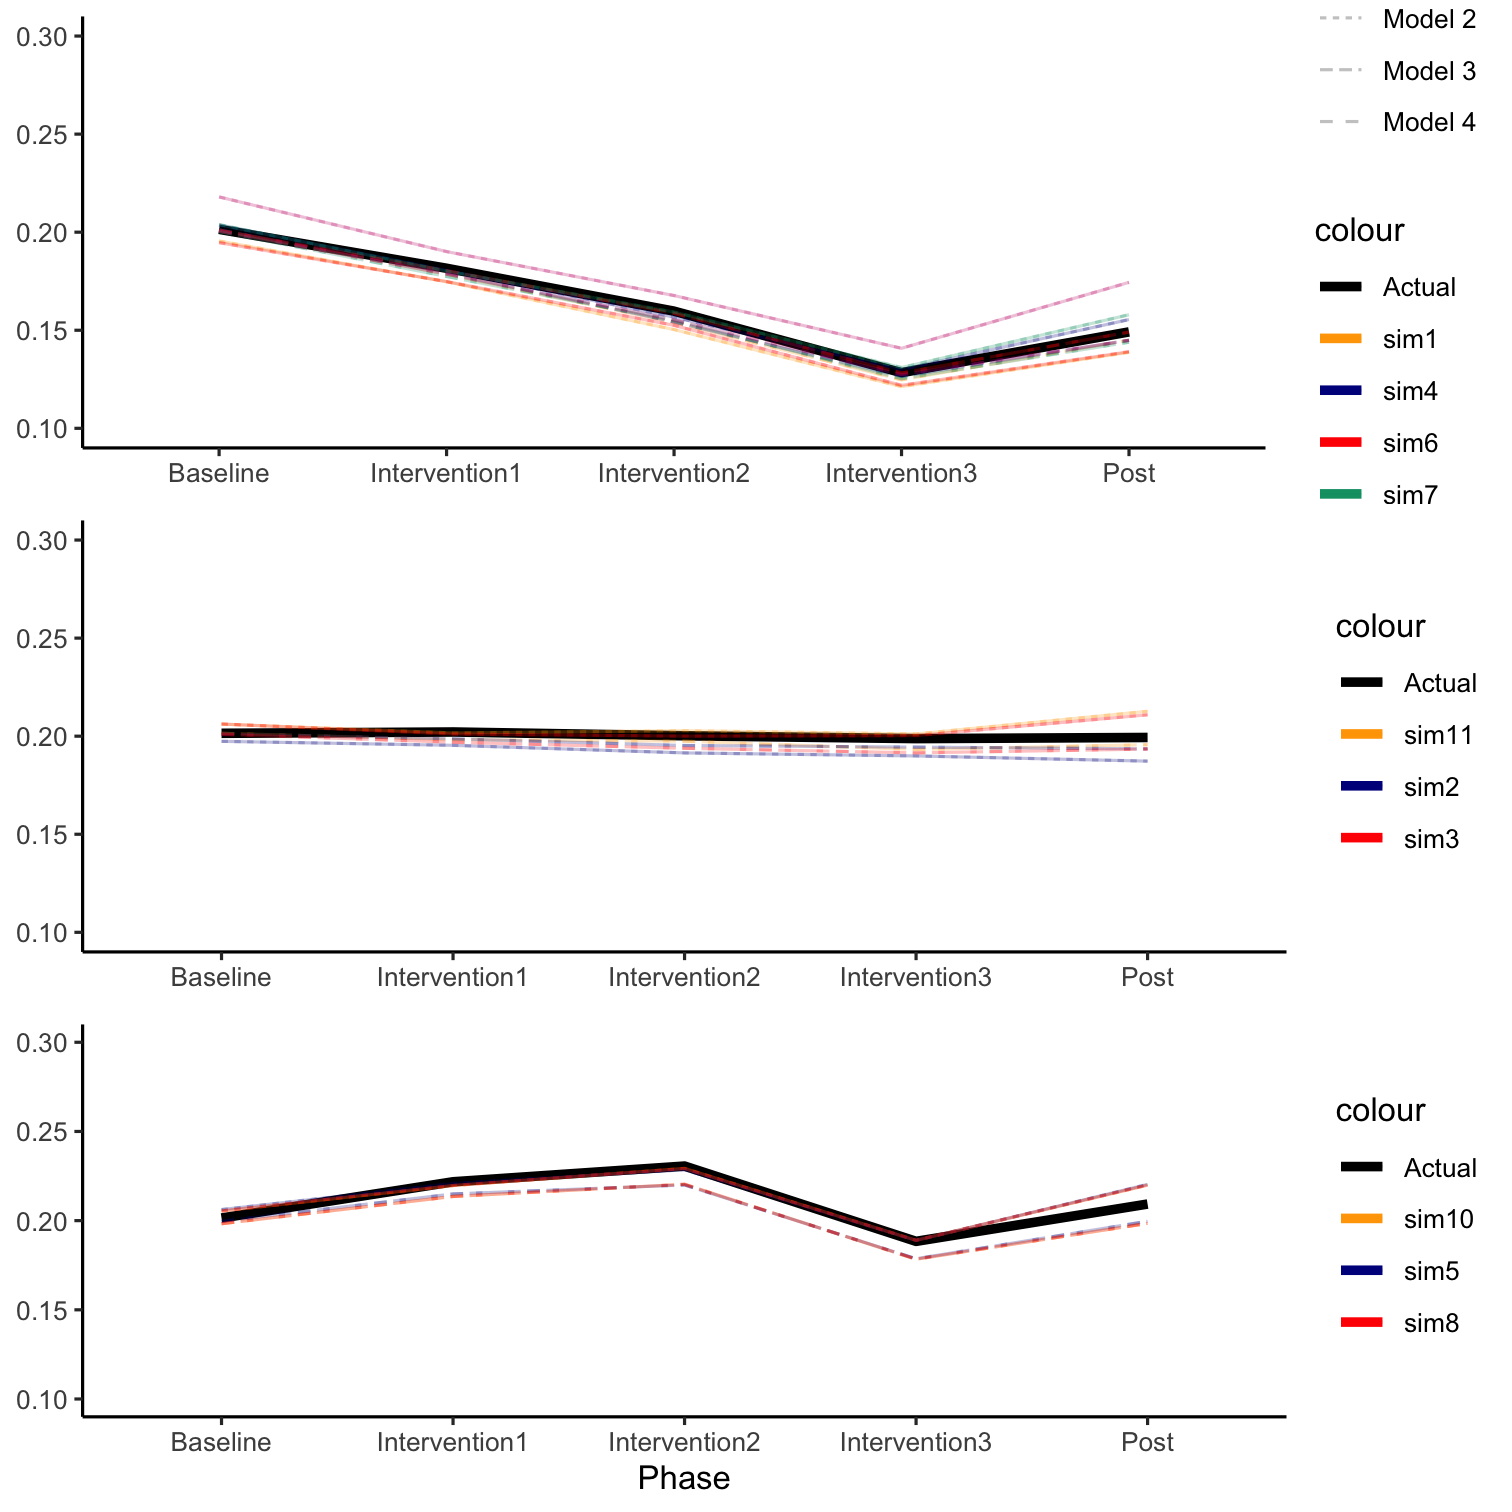 Model 2
Model 3
Model 4
0.30
0.25
0.20
0.15
0.10
Baseline Intervention1 Intervention2 Intervention3 Post
colour
Actual
sim1
sim4
sim6
sim7
0.30
0.25
0.20
0.15
0.10
Baseline Intervention1 Intervention2 Intervention3 Post
colour
Actual
sim11
sim2
sim3
0.30
0.25
0.20
0.15
0.10
Baseline Intervention1 Intervention2 Intervention3 Post
Phase
colour
Actual
sim10
sim5
sim8